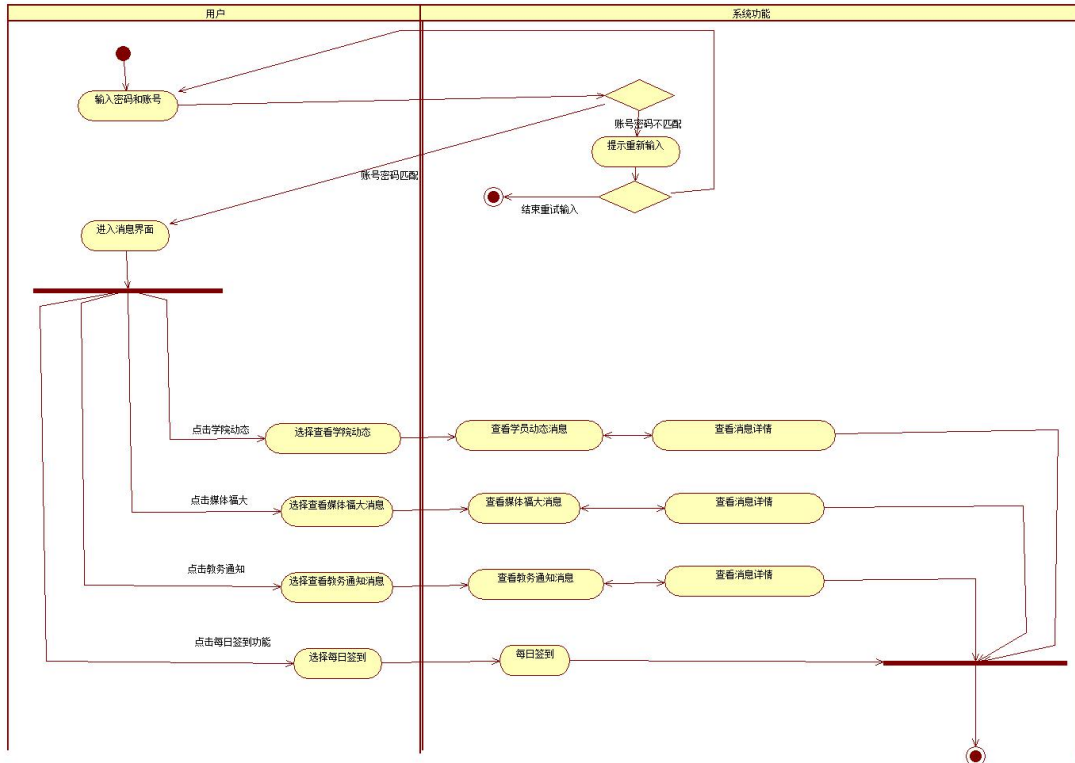 用户
系统功能
输入密码和账号
账号密码不匹配
提示重新输入
账号密码匹配
结束重试输入
进入消息界面
点击学院动态
选择查看学院动态
查看学员动态消息
查看消息详情
点击媒体福大
选择查看媒体福大消息
查看媒体福大消息
查看消息详情
点击教务通知
选择查看教务通知消息
查看教务通知消息
查看消息详情
点击每日签到功能
选择每日签到
每日签到